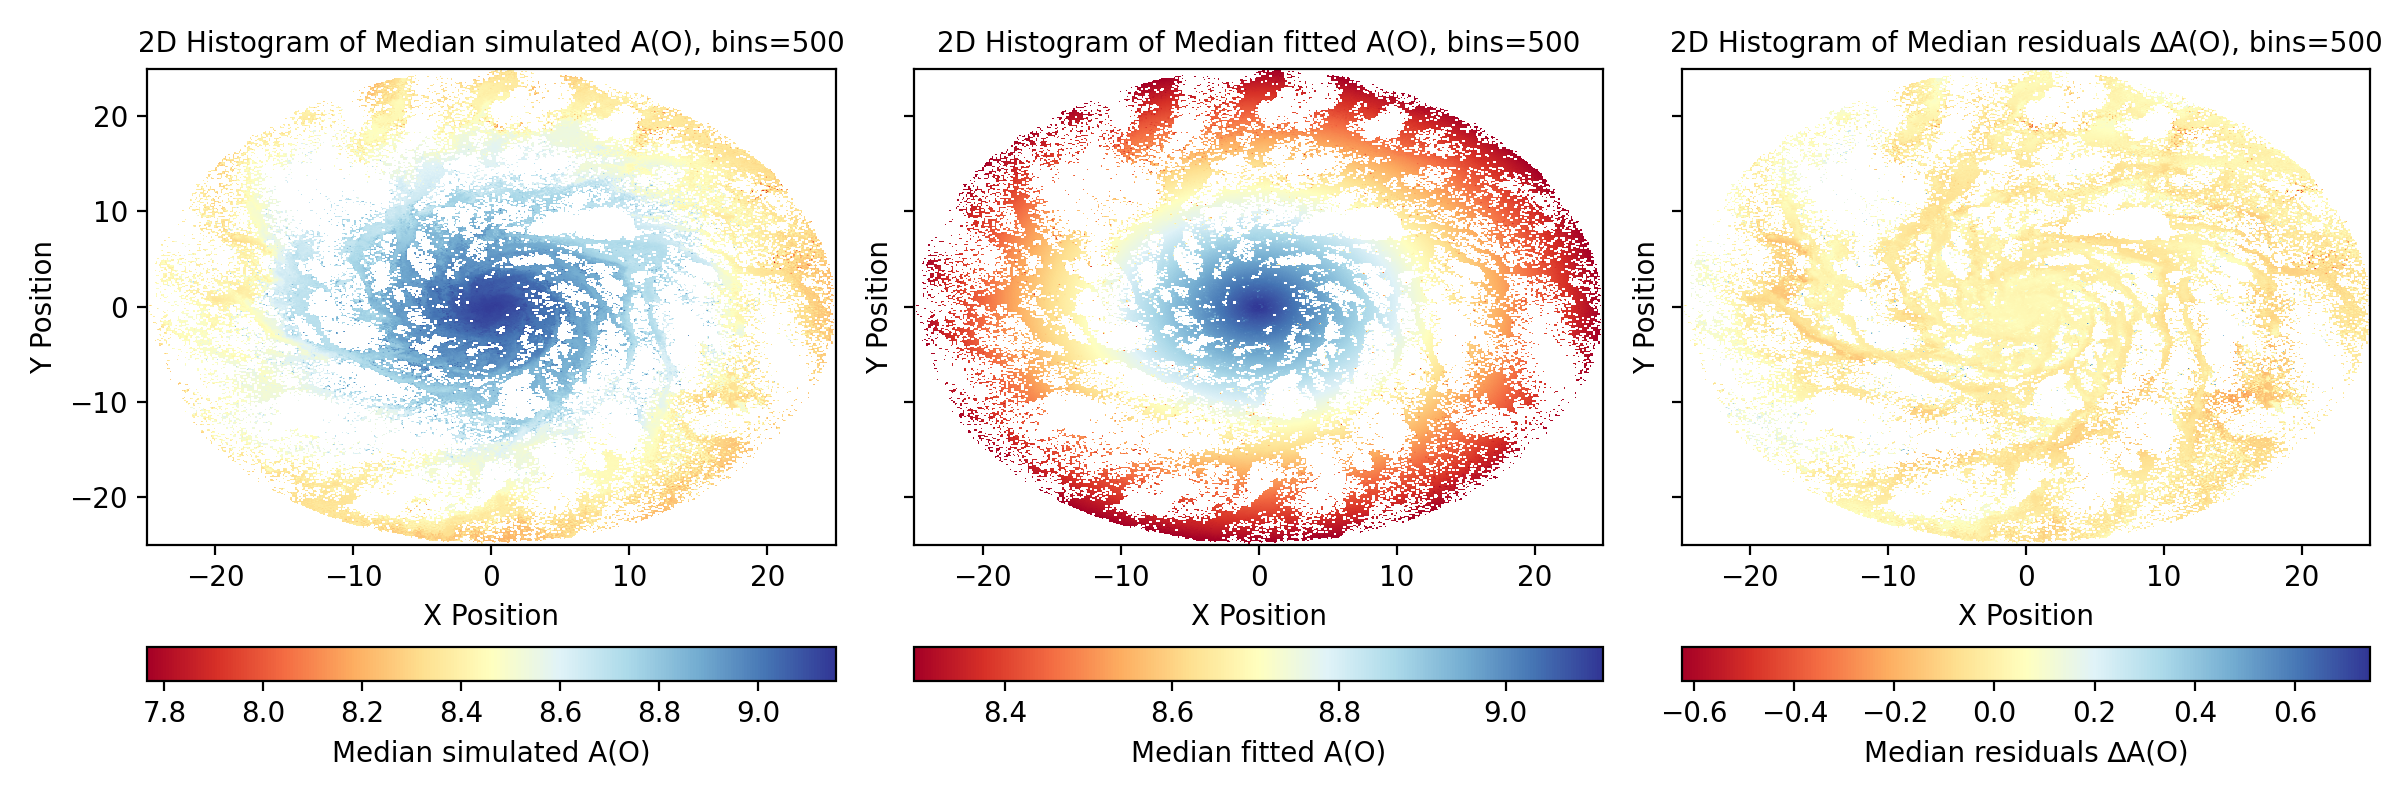 2D Histogram of Median simulated A(O), bins=500
2D Histogram of Median fitted A(O), bins=500
2D Histogram of Median residuals ΔA(O), bins=500
Y Position
20
10
0
−10
−20
Y Position
Y Position
−20 −10 0 10 20
−20 −10 0 10 20
−20 −10 0 10 20
X Position
X Position
X Position
7.8 8.0 8.2 8.4 8.6 8.8 9.0
8.4 8.6 8.8 9.0
−0.6 −0.4 −0.2 0.0 0.2 0.4 0.6
Median simulated A(O)
Median fitted A(O)
Median residuals ΔA(O)